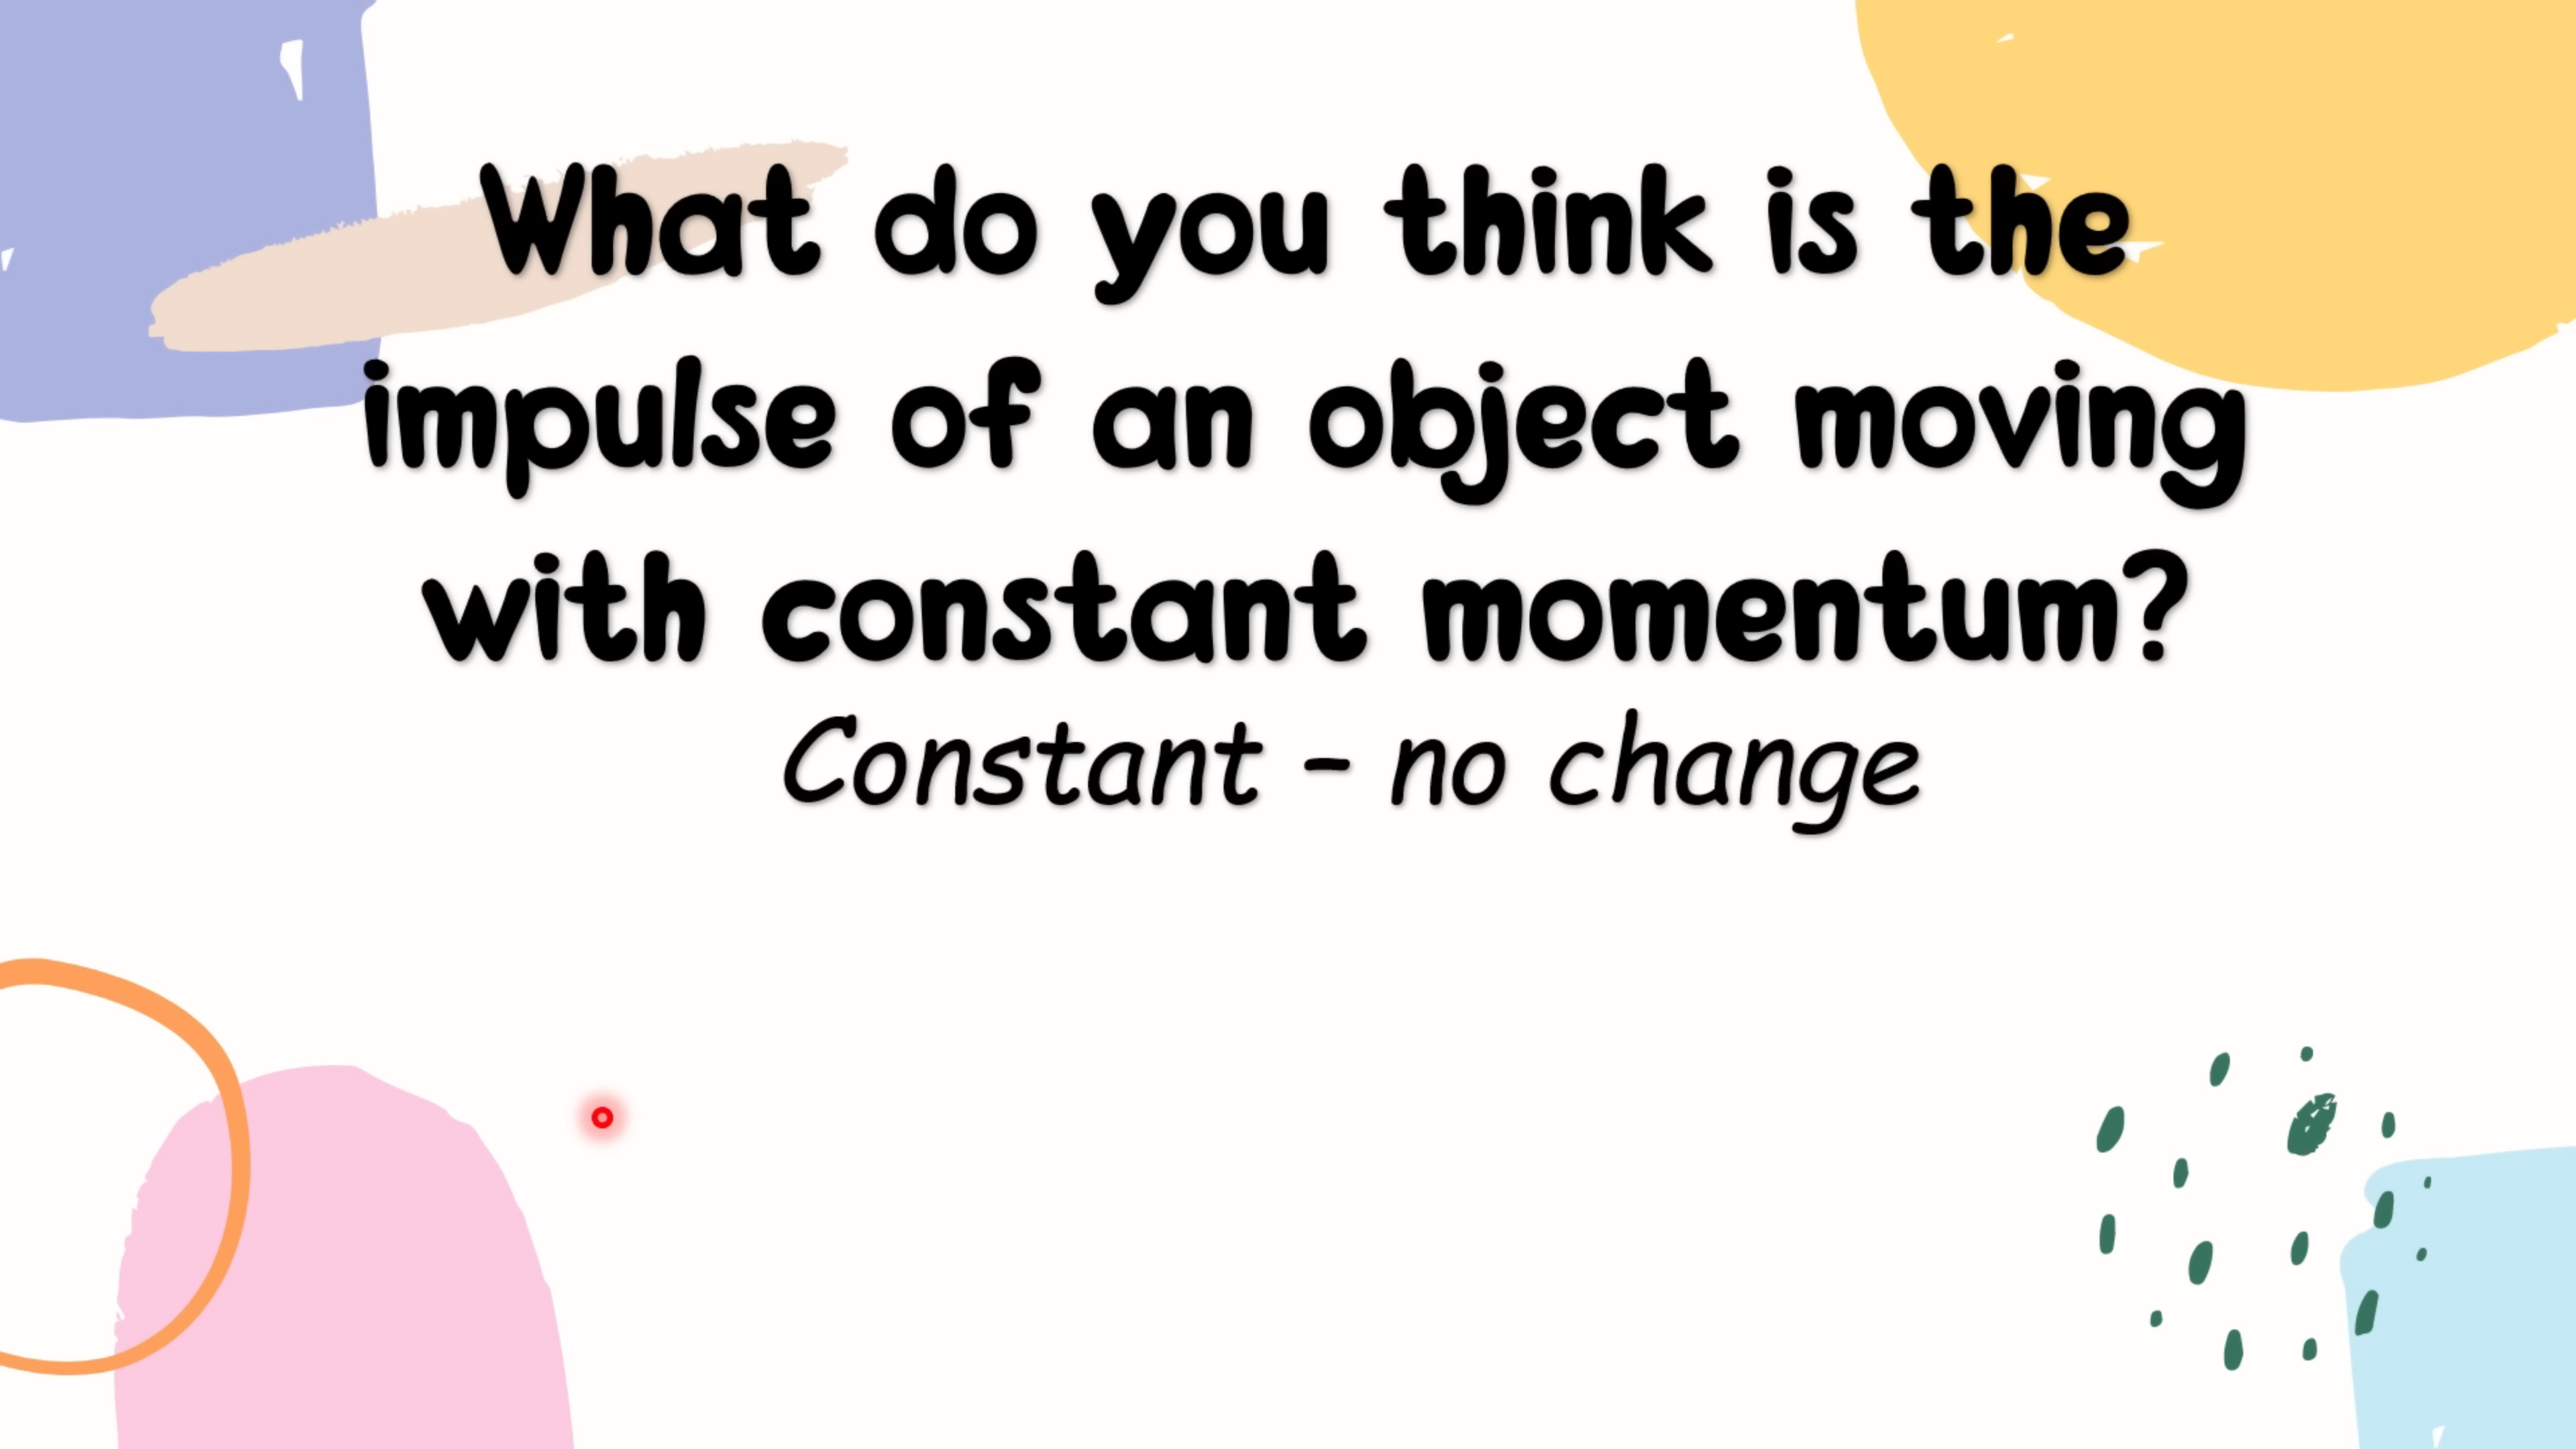 What do you think is the
impulse of an object moving
with constant momentum?
Constant - no change